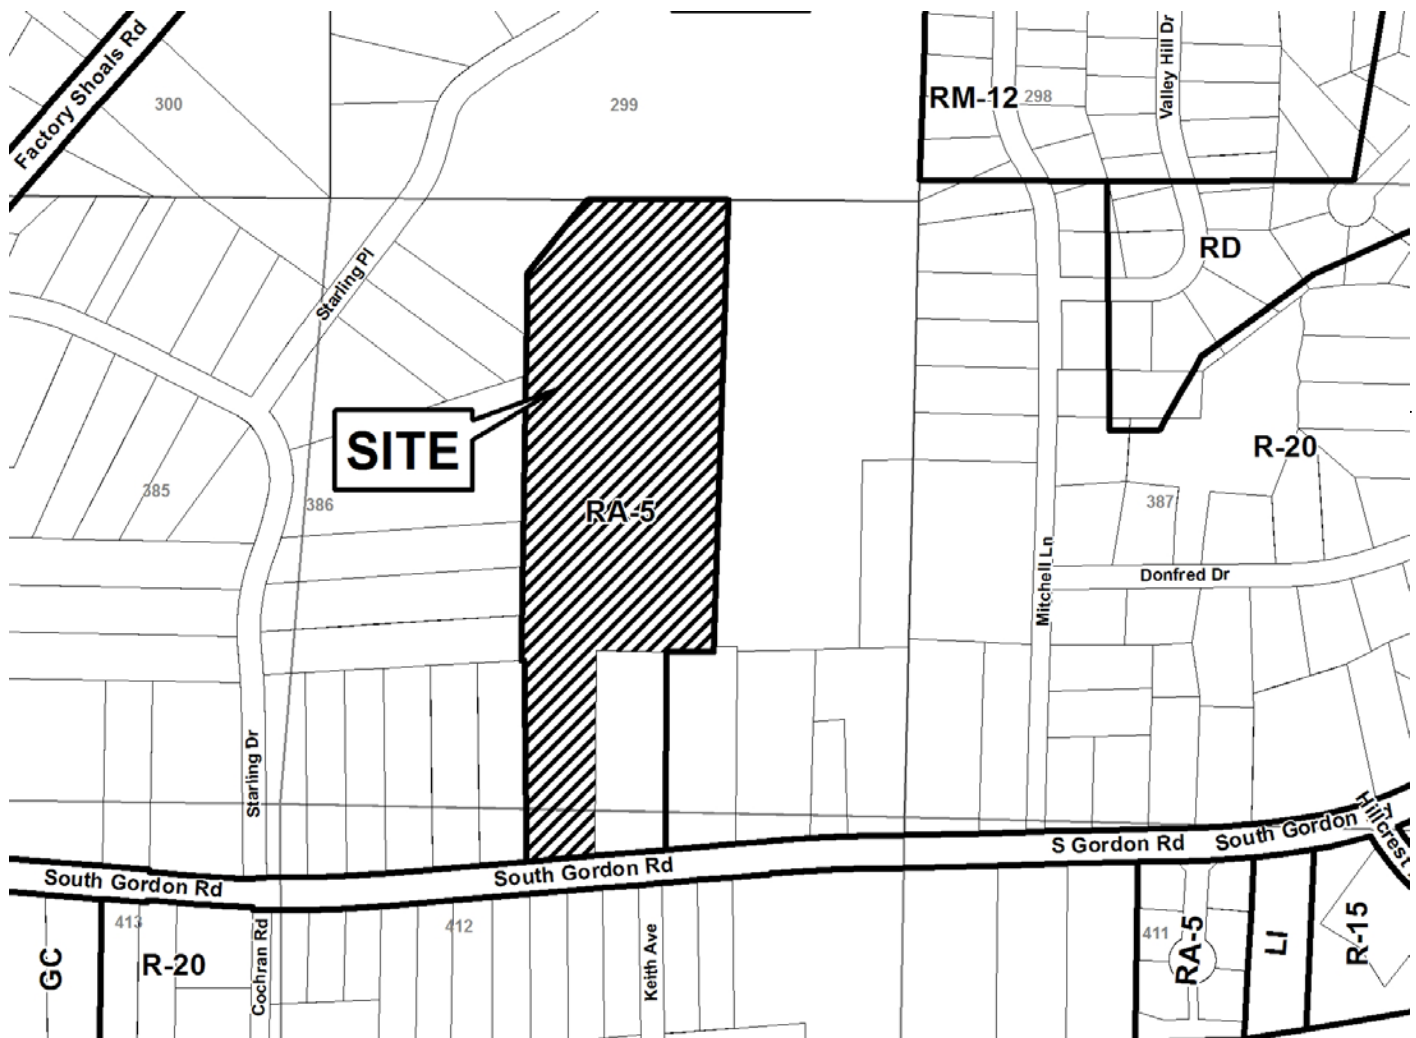 Factory Shoals Rd
300
299
RM-12
298
Valley Hill Dr
RD
Starling Pl
SITE
R-20
385
386
RA-5
387
Mitchell Ln
Donfred Dr
Starling Dr
Hillcrest
South Gordon
S Gordon Rd
South Gordon Rd
South Gordon Rd
413
412
411
GC
R-20
Cochran Rd
Keith Ave
RA-5
LI
R-15